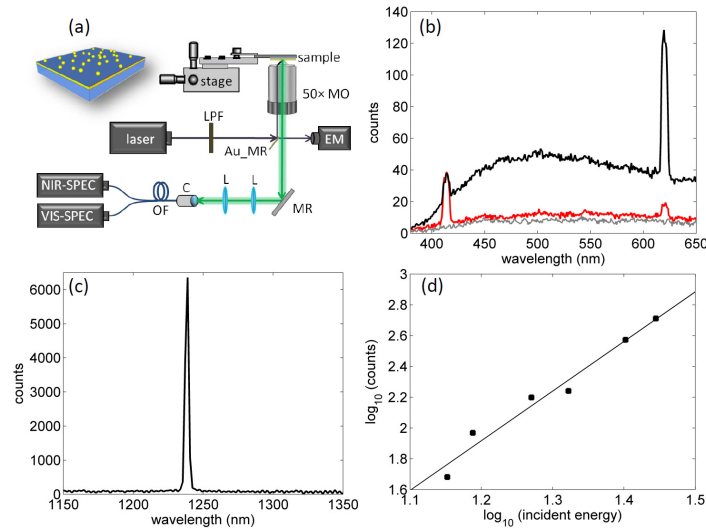 (a)
sample
stage
50× MO
LPF
laser
EM
Au_MR
NIR-SPEC
VIS-SPEC
OF
C
L
L
MR
(b)
counts
140
120
100
80
60
40
20
0
400
450
500
550
600
650
wavelength (nm)
(c)
counts
6000
5000
4000
3000
2000
1000
0
1150
1200
1250
1300
1350
wavelength (nm)
(d)
log10 (counts)
3
2.8
2.6
2.4
2.2
2
1.8
1.6
1.1
1.2
1.3
1.4
1.5
log10 (incident energy)